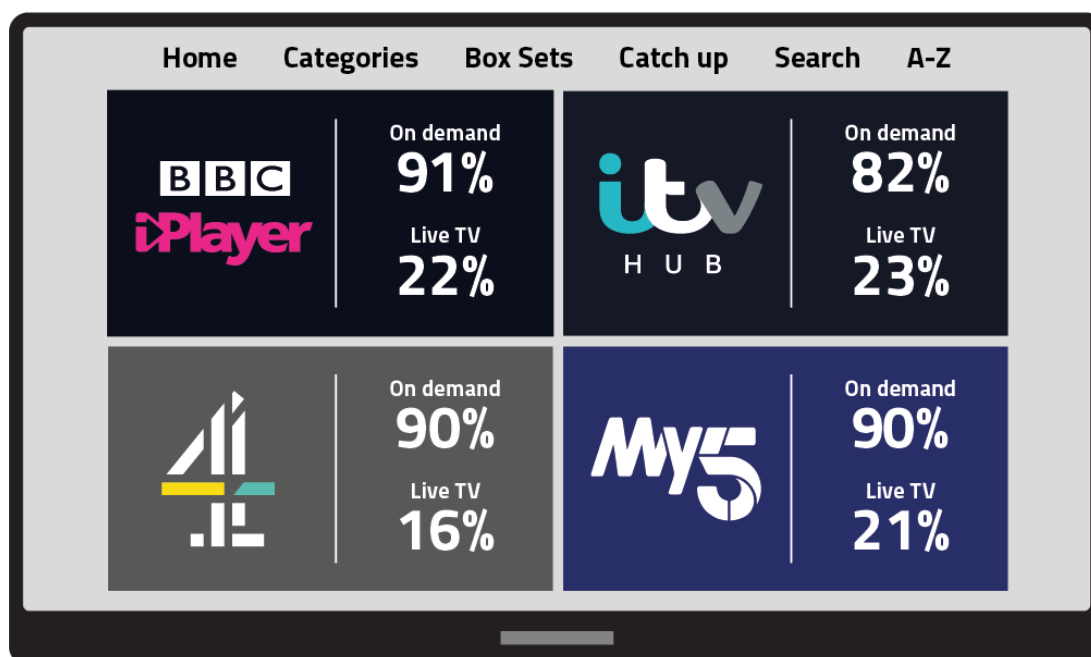 Home Categories Box Sets Catch up Search A-Z
BBC
iPlayer
On demand
91%
Live TV
22%
itv
HUB
On demand
82%
Live TV
23%
4
On demand
90%
Live TV
16%
My5
On demand
90%
Live TV
21%